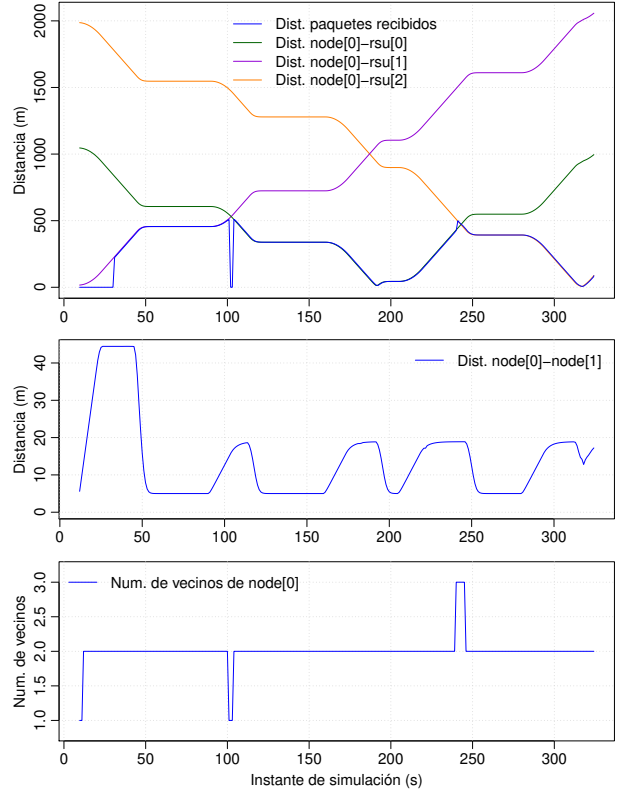 Dist. paquetes recibidos
Dist. node[0]−rsu[0]
Dist. node[0]−rsu[1]
Dist. node[0]−rsu[2]
Distancia (m)
2000
1500
1000
500
0
0 50 100 150 200 250 300
Dist. node[0]−node[1]
Distancia (m)
40
30
20
10
0
0 50 100 150 200 250 300
Num. de vecinos de node[0]
Num. de vecinos
3.0
2.5
2.0
1.5
1.0
0 50 100 150 200 250 300
Instante de simulación (s)